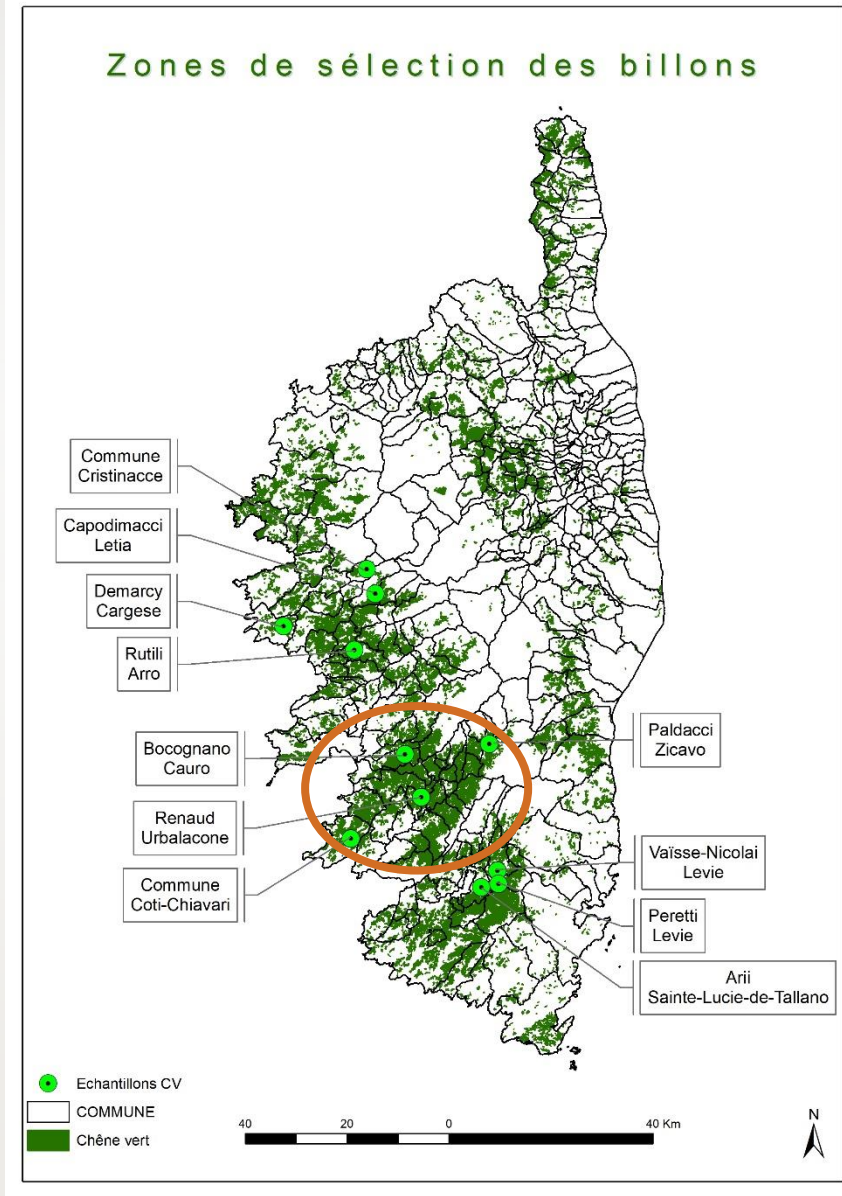 Zones de sélection des billons
Commune
Cristinacce
Capodimacci
Letia
Demarcy
Cargese
Rutili
Arro
Bocognano
Cauro
Renaud
Urbalacone
Commune
Coti-Chiavari
Paldacci
Zicavo
Vaïsse-Nicolai
Levie
Peretti
Levie
Arii
Sainte-Lucie-de-Tallano
Echantillons CV
COMMUNE
Chêne vert
40 20 0 40 Km
N